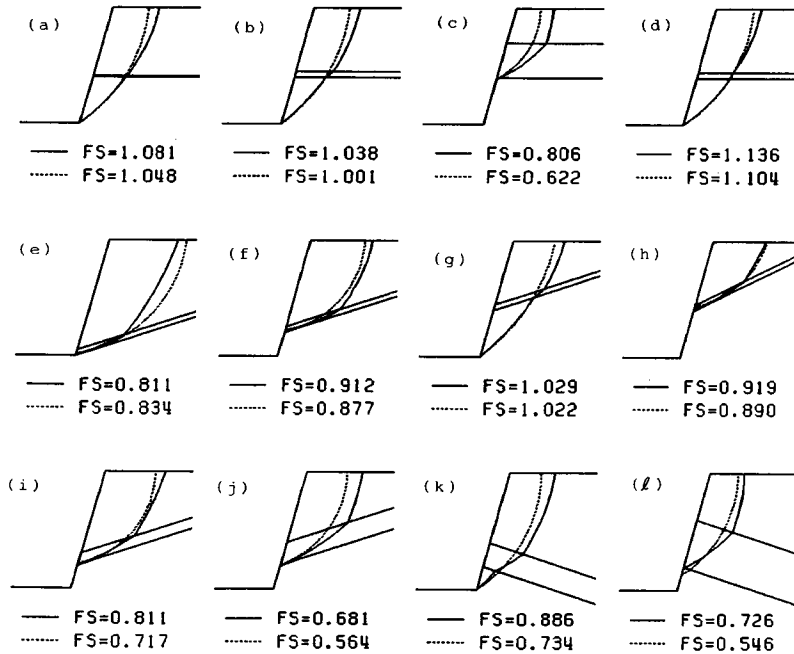 (a) (b) (c) (d)
FS=1.081 FS=1.038 FS=0.806 FS=1.136
FS=1.048 FS=1.001 FS=0.622 FS=1.104
(e) (f) (g) (h)
FS=0.811 FS=0.912 FS=1.029 FS=0.919
FS=0.834 FS=0.877 FS=1.022 FS=0.890
(i) (j) (k) (ℓ)
FS=0.811 FS=0.681 FS=0.886 FS=0.726
FS=0.717 FS=0.564 FS=0.734 FS=0.546